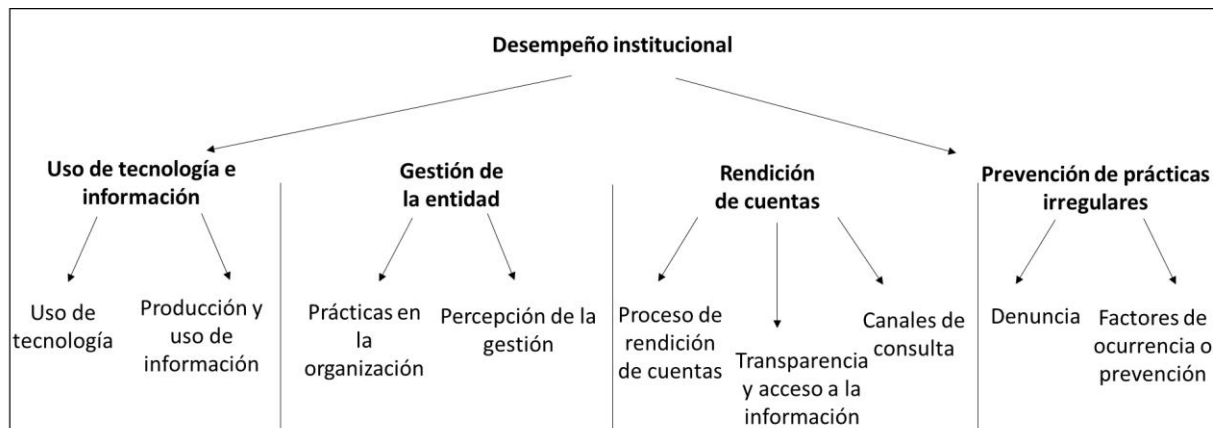 Desempeño institucional
Uso de tecnología e
información
Gestión de
la entidad
Rendición
de cuentas
Prevención de prácticas
irregulares
Uso de
tecnología
Producción y
uso de
información
Prácticas en
la
organización
Percepción de la
gestión
Proceso de
rendición
de cuentas
Transparencia
y acceso a la
información
Canales de
consulta
Denuncia
Factores de
ocurrencia o
prevención